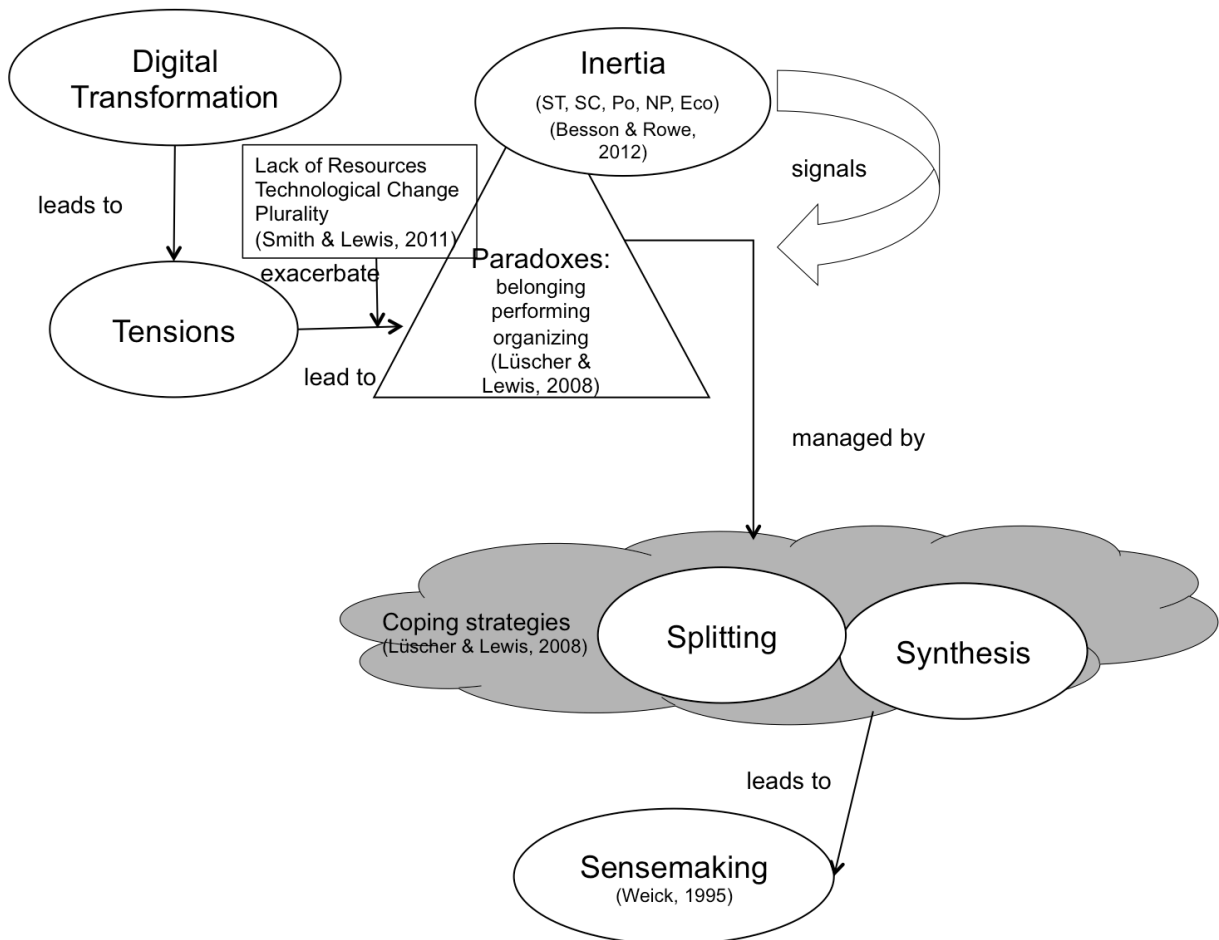 Digital
Transformation
Inertia
(ST, SC, Po, NP, Eco)
(Besson & Rowe,
2012)
signals
Lack of Resources
Technological Change
Plurality
(Smith & Lewis, 2011)
leads to
exacerbate
Paradoxes:
belonging
performing
organizing
(Lüscher &
Lewis, 2008)
Tensions
lead to
managed by
Coping strategies
(Lüscher & Lewis, 2008)
Splitting
Synthesis
leads to
Sensemaking
(Weick, 1995)